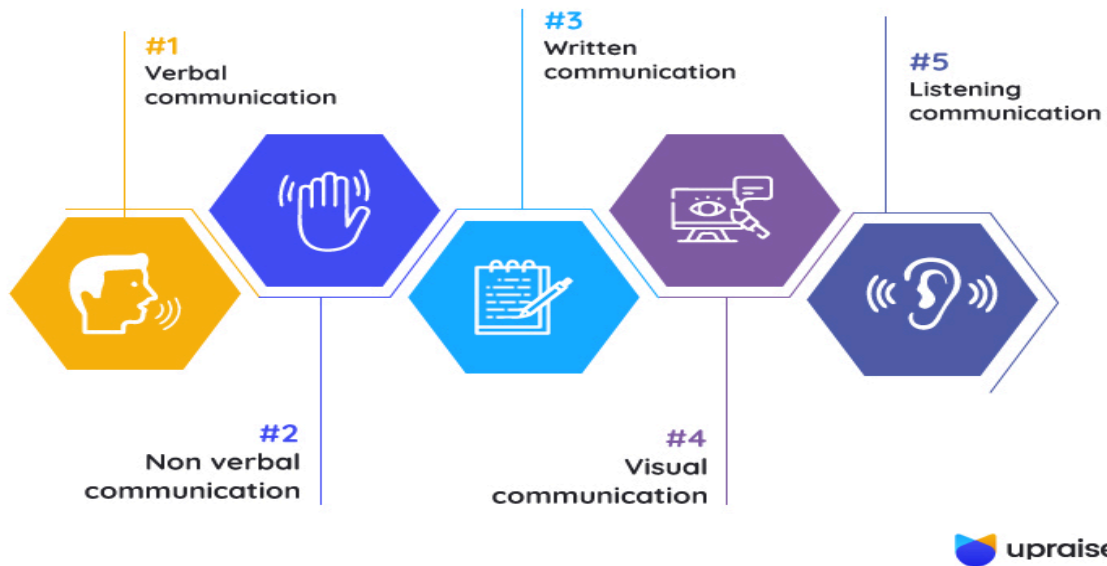 #1
Verbal
communication
#2
Non verbal
communication
#3
Written
communication
#4
Visual
communication
#5
Listening
communication
upraise